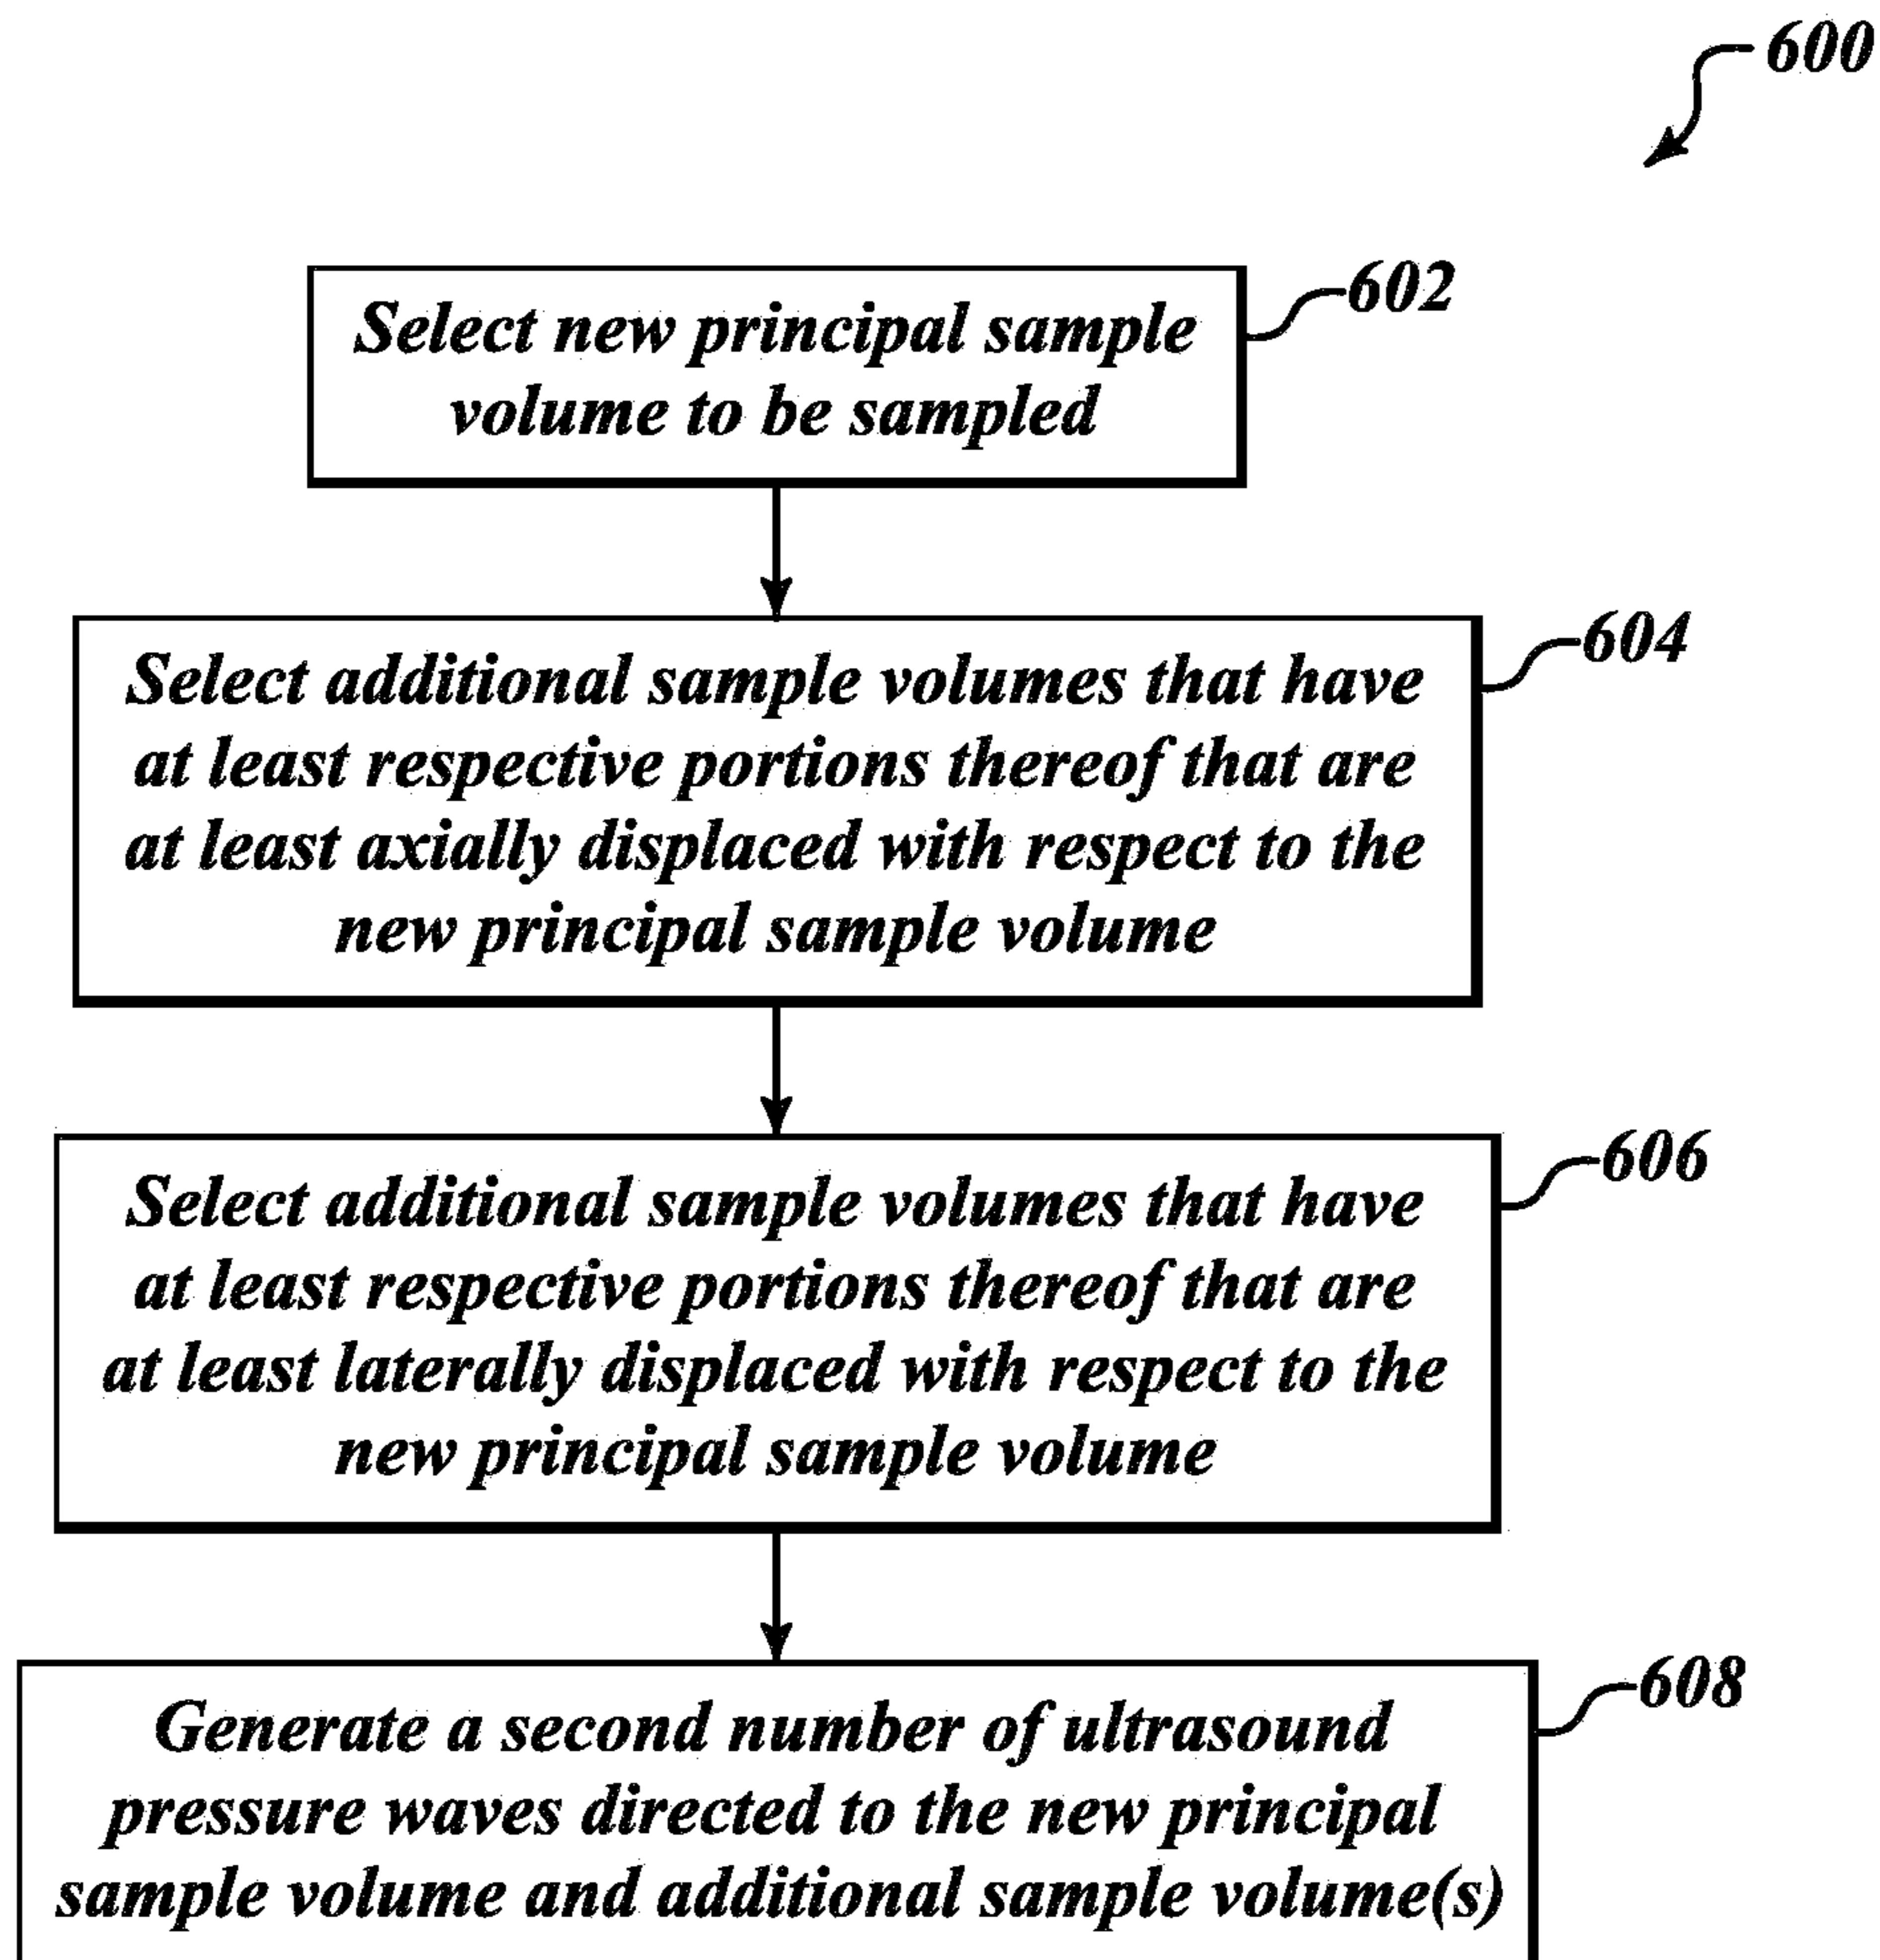 600
Select new principal sample
volume to be sampled
602
Select additional sample volumes that have
at least respective portions thereof that are
at least axially displaced with respect to the
new principal sample volume
604
Select additional sample volumes that have
at least respective portions thereof that are
at least laterally displaced with respect to the
new principal sample volume
606
Generate a second number of ultrasound
pressure waves directed to the new principal
sample volume and additional sample volume(s)
608